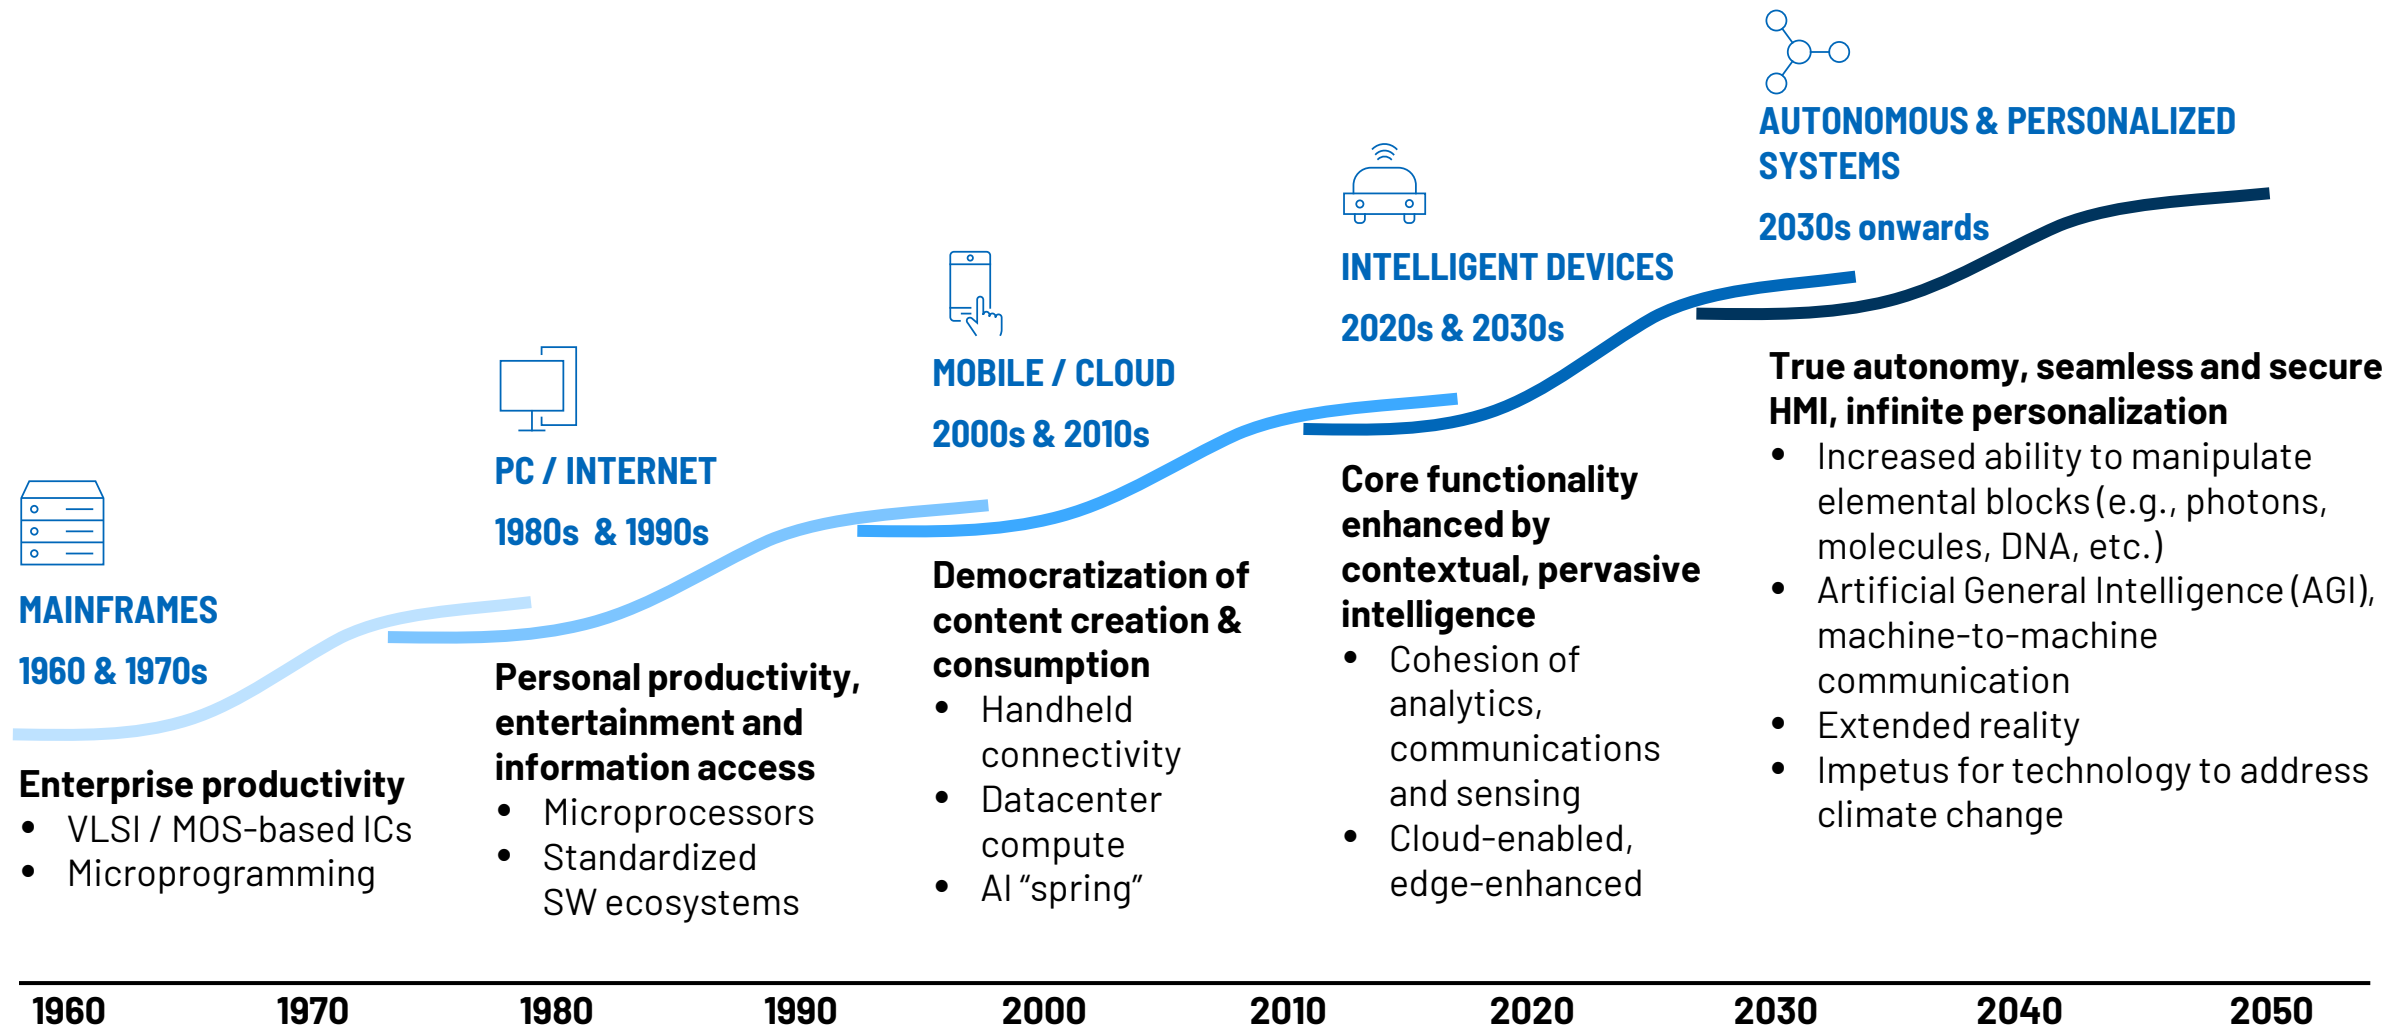 MAINFRAMES
1960 & 1970s
Enterprise productivity
• VLSI / MOS-based ICs
• Microprogramming
PC / INTERNET
1980s & 1990s
Personal productivity,
entertainment and
information access
• Microprocessors
• Standardized
SW ecosystems
MOBILE / CLOUD
2000s & 2010s
Democratization of
content creation &
consumption
• Handheld
connectivity
• Datacenter
compute
• AI “spring”
INTELLIGENT DEVICES
2020s & 2030s
Core functionality
enhanced by
contextual, pervasive
intelligence
• Cohesion of
analytics,
communications
and sensing
• Cloud-enabled,
edge-enhanced
AUTONOMOUS & PERSONALIZED
SYSTEMS
2030s onwards
True autonomy, seamless and secure
HMI, infinite personalization
• Increased ability to manipulate
elemental blocks (e.g., photons,
molecules, DNA, etc.)
• Artificial General Intelligence (AGI),
machine-to-machine
communication
• Extended reality
• Impetus for technology to address
climate change
1960 1970 1980 1990 2000 2010 2020 2030 2040 2050